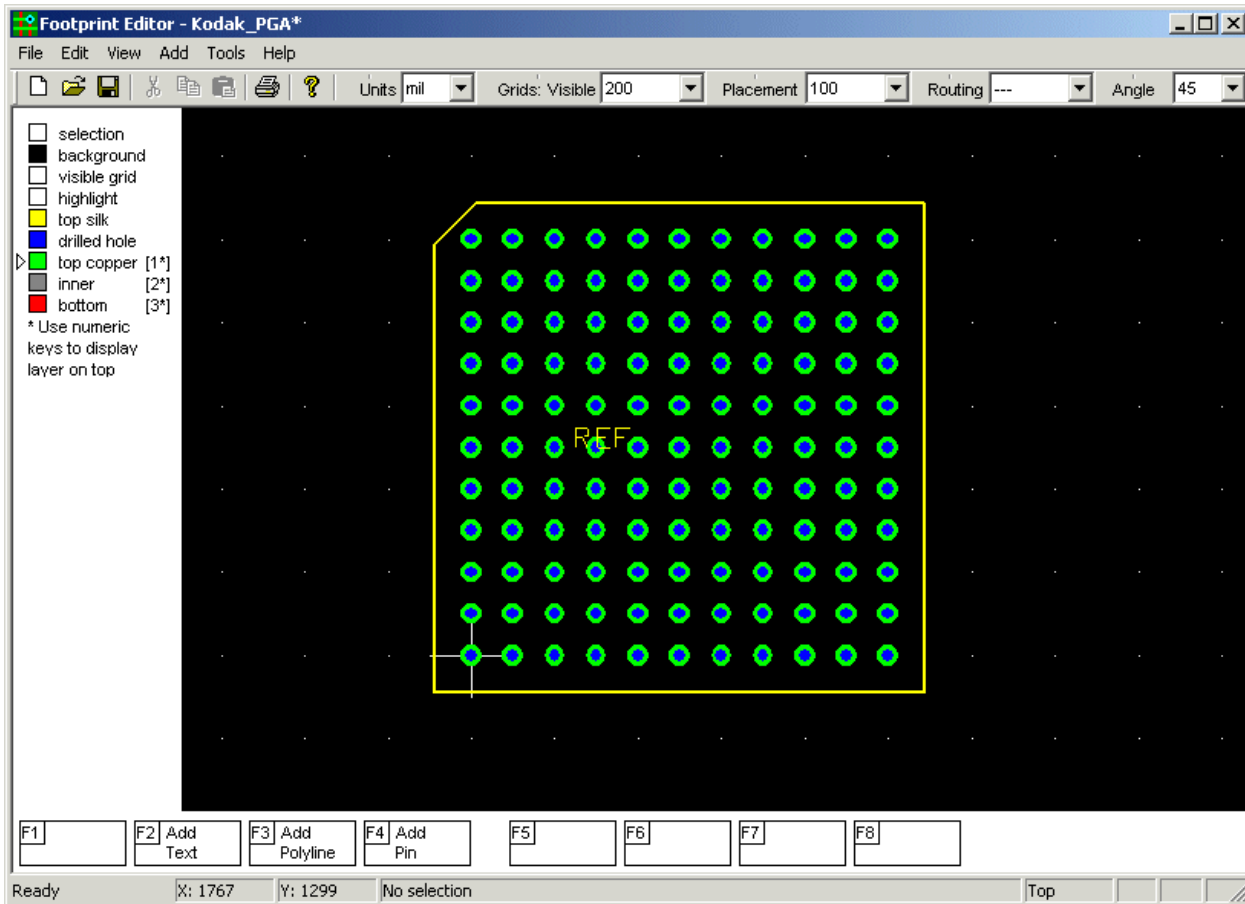 Footprint Editor - Kodak_PGA*
File Edit View Add Tools Help
Units mil Grids: Visible 200 Placement 100 Routing --- Angle 45
selection
background
visible grid
highlight
top silk
drilled hole
top copper [1*]
inner [2*]
bottom [3*]
* Use numeric
keys to display
layer on top
REF
F1 F2 Add Text F3 Add Polyline F4 Add Pin F5 F6 F7 F8
Ready X: 1767 Y: 1299 No selection Top